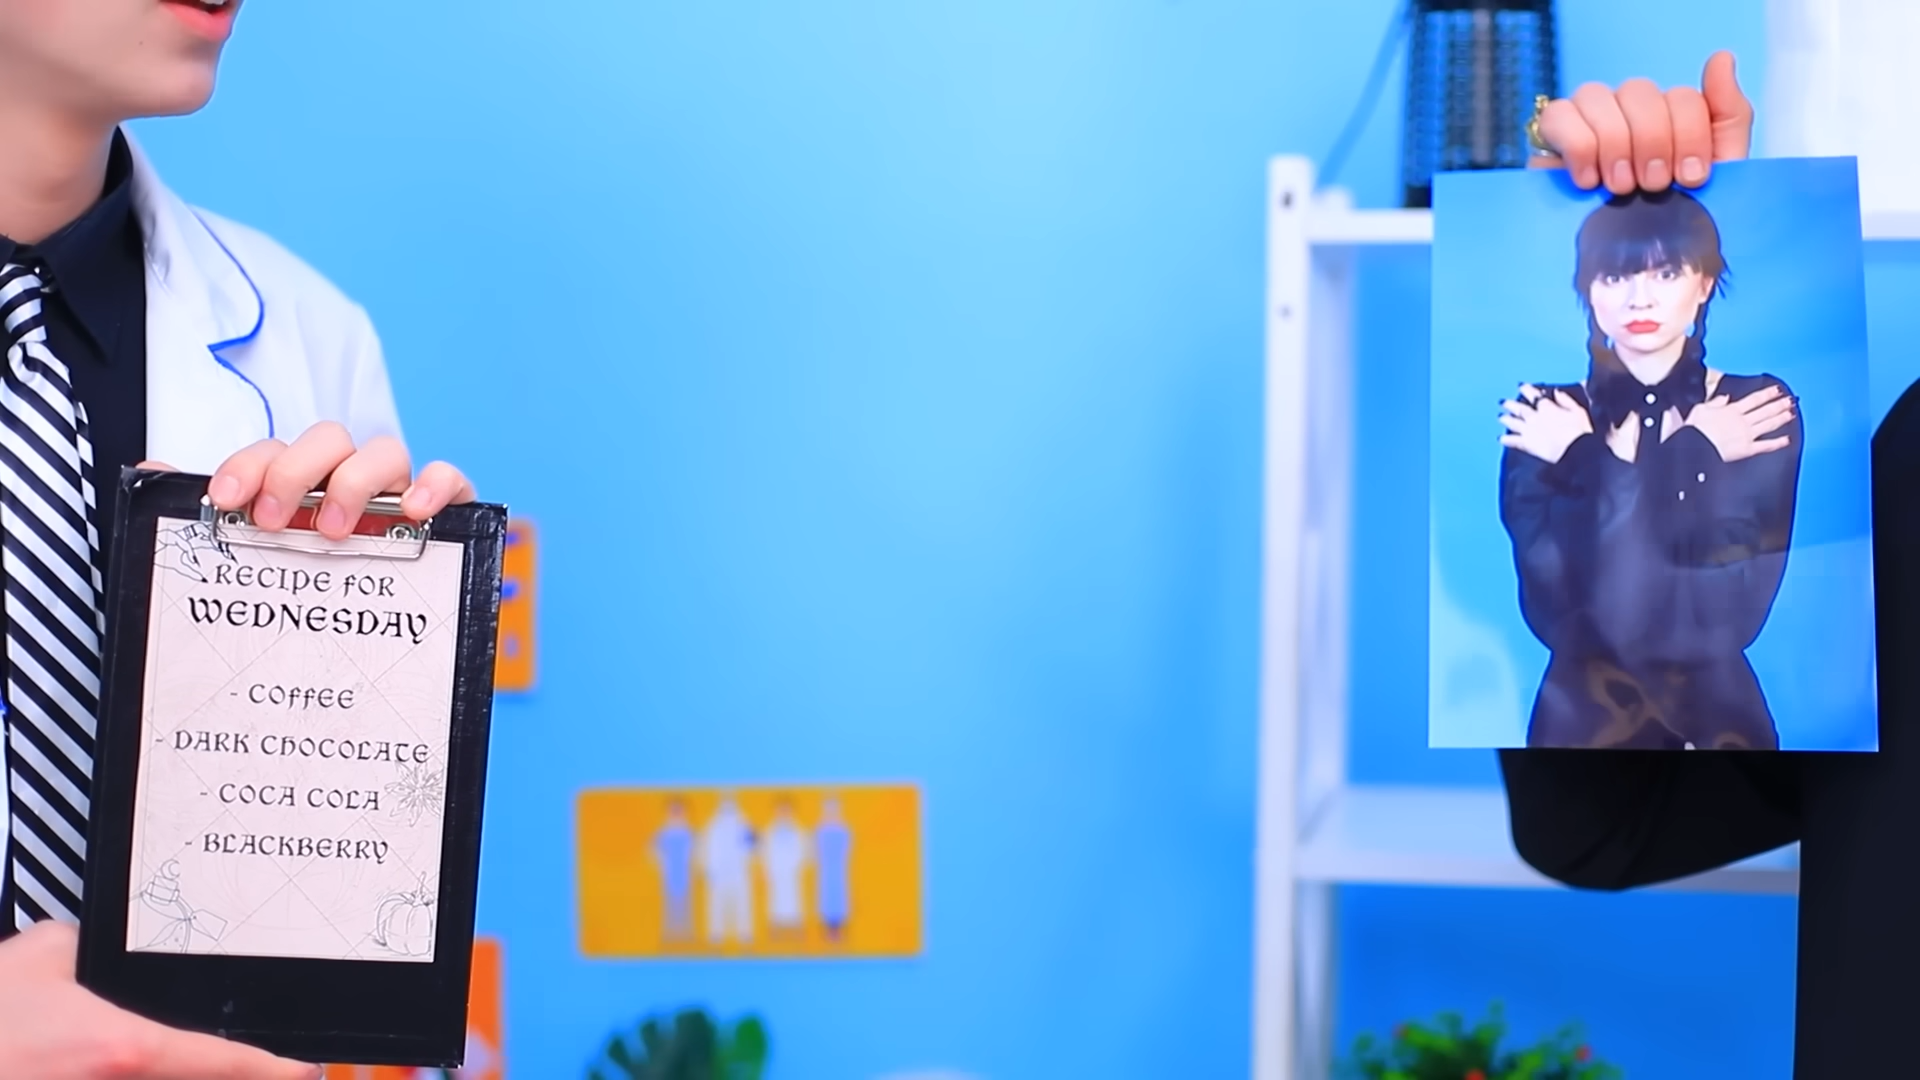 RECIPE FOR
WEDNESDAY
- COFFEE
- DARK CHOCOLATE
- COCA COLA
- BLACKBERRY